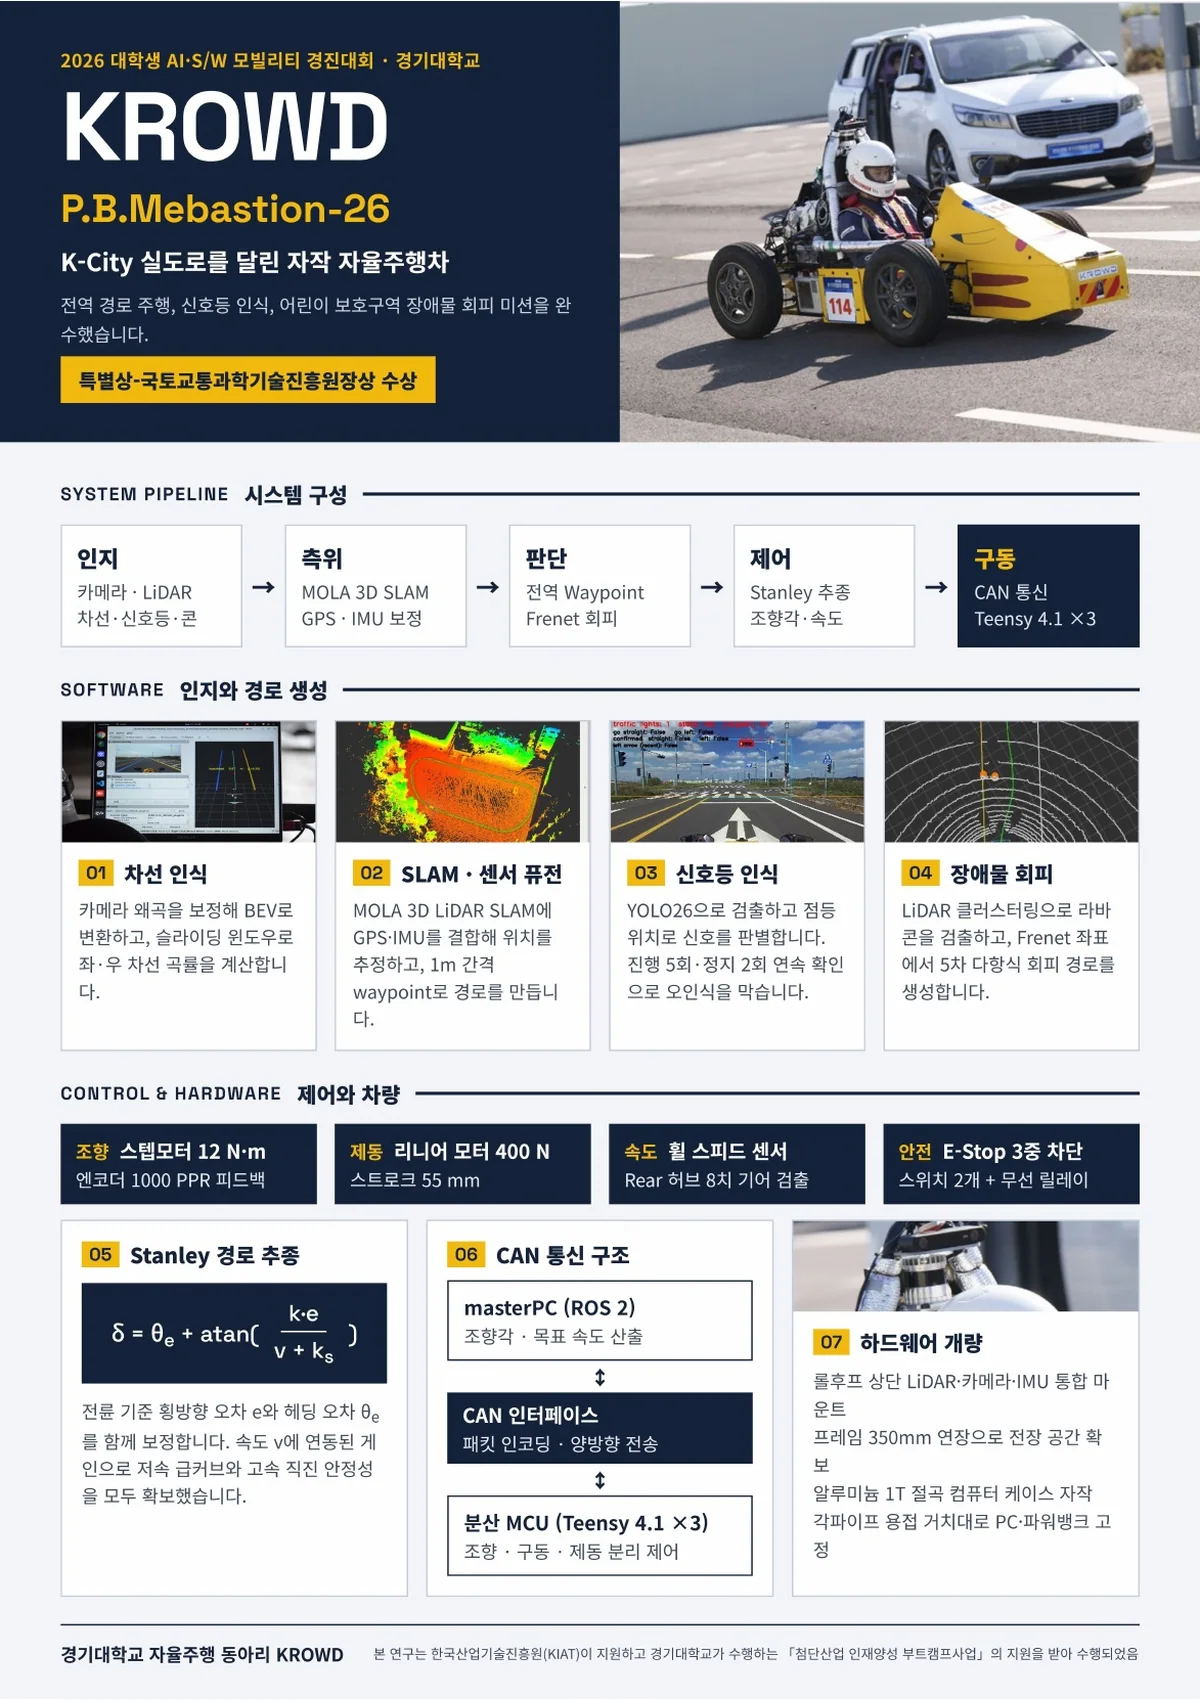 2026 대학생 AI·S/W 모빌리티 경진대회 · 경기대학교
KROWD
P.B.Mebastion-26
K-City 실도로를 달린 자작 자율주행차
전역 경로 주행, 신호등 인식, 어린이 보호구역 장애물 회피 미션을 완
수했습니다.
특별상-국토교통과학기술진흥원장상 수상
114
KROWD
SYSTEM PIPELINE 시스템 구성
인지
카메라 · LiDAR
차선·신호등·콘
→
측위
MOLA 3D SLAM
GPS · IMU 보정
→
판단
전역 Waypoint
Frenet 회피
→
제어
Stanley 추종
조향각·속도
→
구동
CAN 통신
Teensy 4.1 ×3
SOFTWARE 인지와 경로 생성
01 차선 인식
카메라 왜곡을 보정해 BEV로
변환하고, 슬라이딩 윈도우로
좌·우 차선 곡률을 계산합니
다.
02 SLAM · 센서 퓨전
MOLA 3D LiDAR SLAM에
GPS·IMU를 결합해 위치를
추정하고, 1m 간격
waypoint로 경로를 만듭니
다.
go straight: False go left: False
confirmed straight: False left: False
left arrow (recent): False
03 신호등 인식
YOLO26으로 검출하고 점등
위치로 신호를 판별합니다.
진행 5회·정지 2회 연속 확인
으로 오인식을 막습니다.
04 장애물 회피
LiDAR 클러스터링으로 라바
콘을 검출하고, Frenet 좌표
에서 5차 다항식 회피 경로를
생성합니다.
CONTROL & HARDWARE 제어와 차량
조향 스텝모터 12 N·m
엔코더 1000 PPR 피드백
제동 리니어 모터 400 N
스트로크 55 mm
속도 휠 스피드 센서
Rear 허브 8치 기어 검출
안전 E-Stop 3중 차단
스위치 2개 + 무선 릴레이
05 Stanley 경로 추종
δ = θe + atan( k·e / v + ks )
전륜 기준 횡방향 오차 e와 헤딩 오차 θe
를 함께 보정합니다. 속도 v에 연동된 게
인으로 저속 급커브와 고속 직진 안정성
을 모두 확보했습니다.
06 CAN 통신 구조
masterPC (ROS 2)
조향각 · 목표 속도 산출
↕
CAN 인터페이스
패킷 인코딩 · 양방향 전송
↕
분산 MCU (Teensy 4.1 ×3)
조향 · 구동 · 제동 분리 제어
07 하드웨어 개량
롤후프 상단 LiDAR·카메라·IMU 통합 마
운트
프레임 350mm 연장으로 전장 공간 확
보
알루미늄 1T 절곡 컴퓨터 케이스 자작
각파이프 용접 거치대로 PC·파워뱅크 고
정
경기대학교 자율주행 동아리 KROWD
본 연구는 한국산업기술진흥원(KIAT)이 지원하고 경기대학교가 수행하는 「첨단산업 인재양성 부트캠프사업」의 지원을 받아 수행되었음